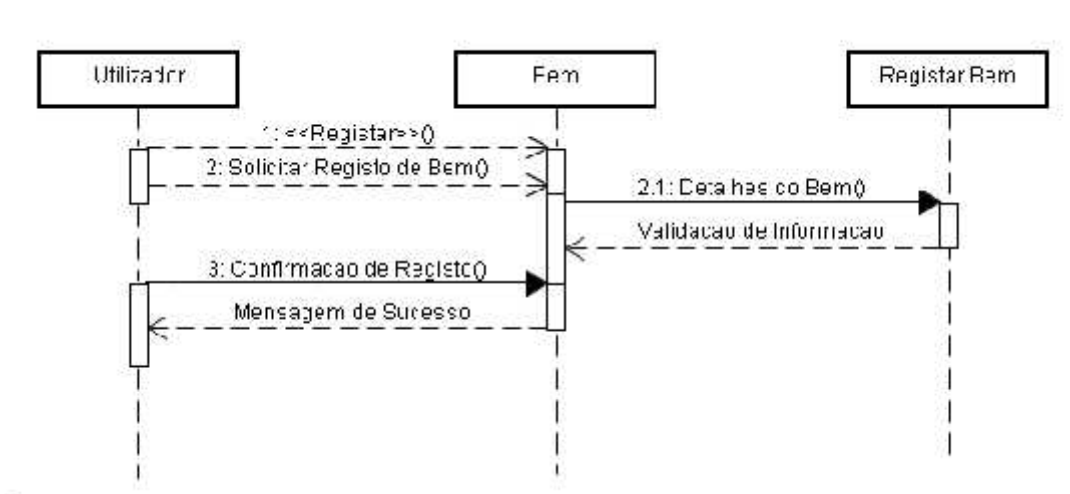 Utilizador
Bem
Registar Bem
1: <<Registar>>()
2: Solicitar Registo de Bem()
2.1: Detalhes do Bem()
Validacao de Informacao
3: Confirmacao de Registo()
Mensagem de Sucesso